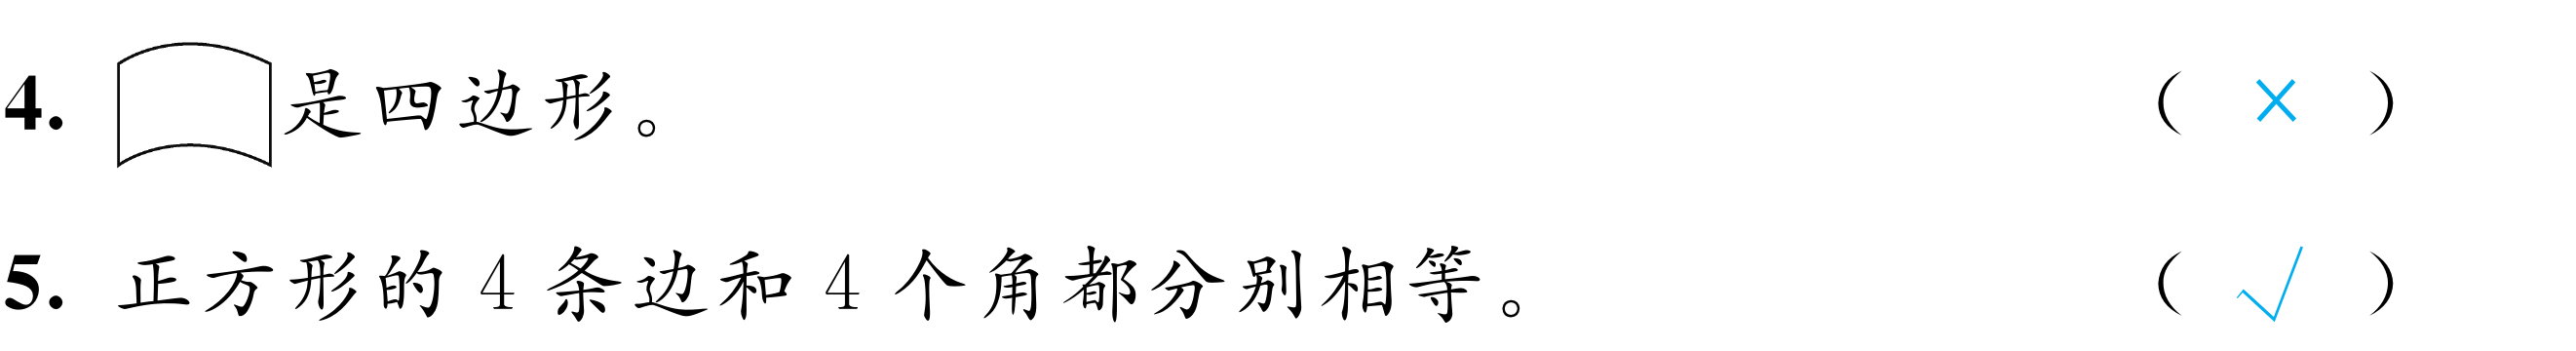 4. 是四边形。 ( × )
5. 正方形的 4 条边和 4 个角都分别相等。 ( √ )